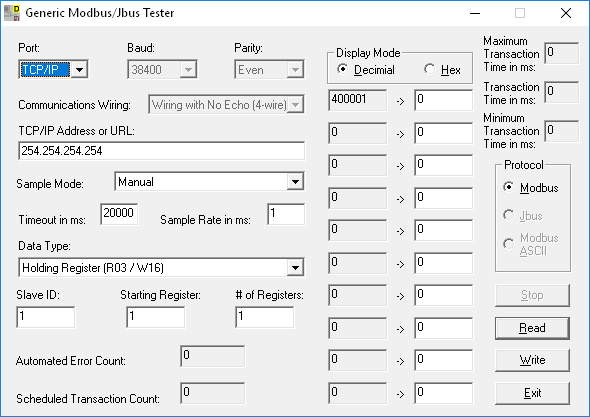 Generic Modbus/Jbus Tester
Port: Baud: Parity:
TCP/IP 38400 Even
Communications Wiring: Wiring with No Echo (4-wire)
TCP/IP Address or URL:
254.254.254.254
Sample Mode: Manual
Timeout in ms: 20000 Sample Rate in ms: 1
Data Type:
Holding Register (R03 / W16)
Slave ID: Starting Register: # of Registers:
1 1 1
Automated Error Count: 0
Scheduled Transaction Count: 0
Display Mode
Decimial Hex
400001 -> 0
0 -> 0
0 -> 0
0 -> 0
0 -> 0
0 -> 0
0 -> 0
0 -> 0
0 -> 0
0 -> 0
Maximum
Transaction 0
Time in ms:
Transaction 0
Time in ms:
Minimum
Transaction 0
Time in ms:
Protocol
Modbus
Jbus
Modbus
ASCII
Stop
Read
Write
Exit